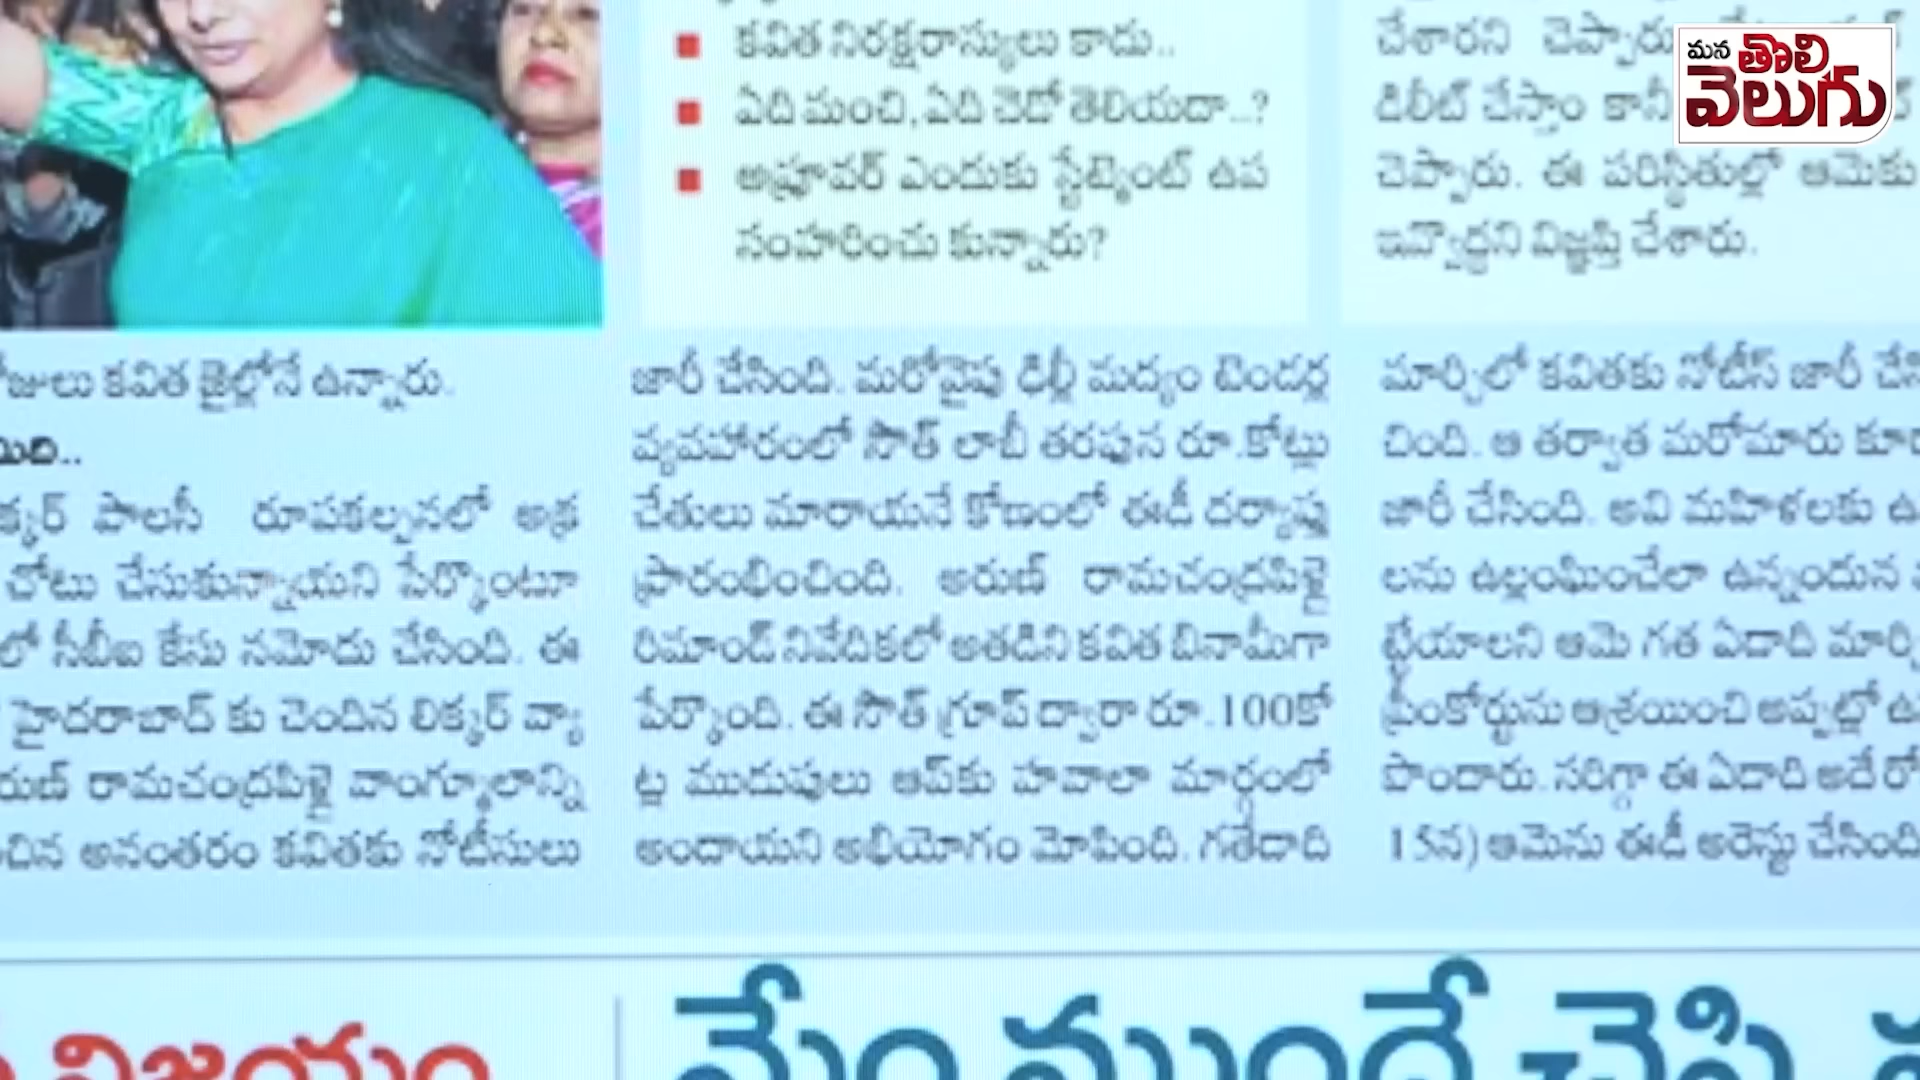 కవిత నిరక్షరాస్యులు కాదు..
ఏది మంచి, ఏది చెడో తెలియదా..?
అప్రూవర్ ఎందుకు స్టేట్మెంట్ ఉప
సంహరించు కున్నారు?
చేశారని చెప్పారు
డిలీట్ చేస్తాం కానీ
చెప్పారు. ఈ పరిస్థితుల్లో ఆమెకు
ఇవ్వొద్దని విజ్ఞప్తి చేశారు.
మన తొలి
వెలుగు
జులు కవిత జైల్లోనే ఉన్నారు.
మిది..
క్కర్ పాలసీ రూపకల్పనలో అక్ర
చోటు చేసుకున్నాయని పేర్కొంటూ
లో సీబీఐ కేసు నమోదు చేసింది. ఈ
హైదరాబాద్ కు చెందిన లిక్కర్ వ్యా
రుణ్ రామచంద్రపిళ్లై వాంగ్మూలాన్ని
చిన అనంతరం కవితకు నోటీసులు
జారీ చేసింది. మరోవైపు ఢిల్లీ మద్యం టెండర్ల
వ్యవహారంలో సౌత్ లాబీ తరఫున రూ.కోట్లు
చేతులు మారాయనే కోణంలో ఈడీ దర్యాప్తు
ప్రారంభించింది. అరుణ్ రామచంద్రపిళ్లై
రిమాండ్ నివేదికలో అతడిని కవిత బినామీగా
పేర్కొంది. ఈ సౌత్ గ్రూప్ ద్వారా రూ.100కో
ట్ల ముడుపులు ఆప్‌కు హవాలా మార్గంలో
అందాయని అభియోగం మోపింది. గతేడాది
మార్చిలో కవితకు నోటీస్ జారీ చేసి
చింది. ఆ తర్వాత మరోమారు కూడ
జారీ చేసింది. అవి మహిళలకు ఉ
లను ఉల్లంఘించేలా ఉన్నందున
ట్టేయాలని ఆమె గత ఏడాది మార్చి
ప్రీంకోర్టును ఆశ్రయించి అప్పట్లో ఉ
పొందారు. సరిగ్గా ఈ ఏడాది అదే రో
15న) ఆమెను ఈడీ అరెస్టు చేసింది
విజయం
మేం ముందే చెప్పి